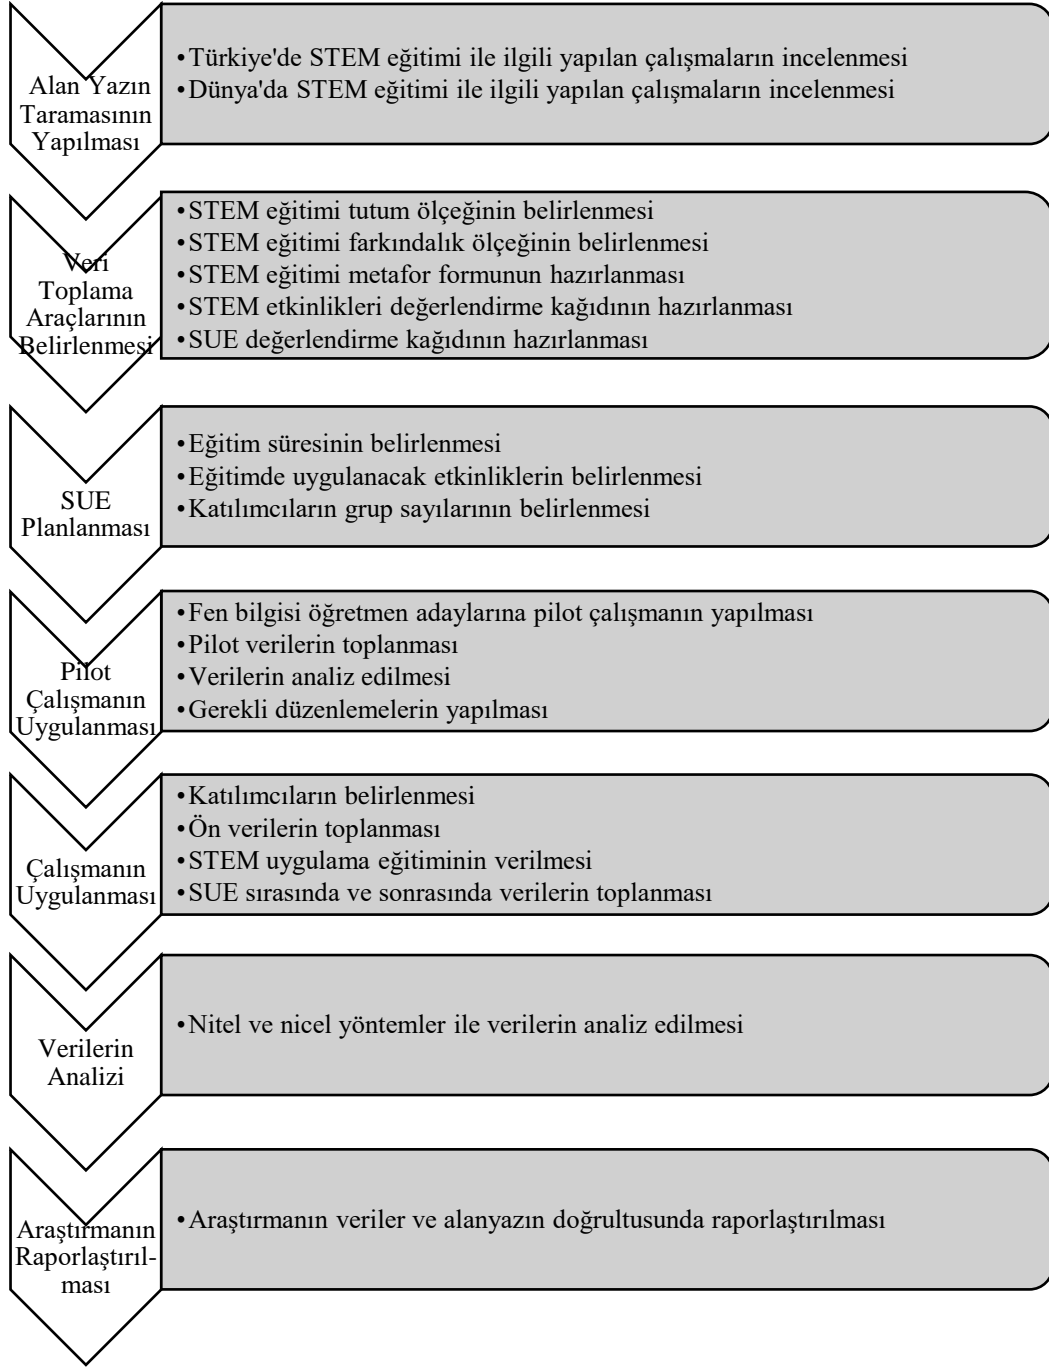 Alan Yazın
Taramasının
Yapılması
•Türkiye'de STEM eğitimi ile ilgili yapılan çalışmaların incelenmesi
•Dünya'da STEM eğitimi ile ilgili yapılan çalışmaların incelenmesi
Veri
Toplama
Araçlarının
Belirlenmesi
•STEM eğitimi tutum ölçeğinin belirlenmesi
•STEM eğitimi farkındalık ölçeğinin belirlenmesi
•STEM eğitimi metafor formunun hazırlanması
•STEM etkinlikleri değerlendirme kağıdının hazırlanması
•SUE değerlendirme kağıdının hazırlanması
SUE
Planlanması
•Eğitim süresinin belirlenmesi
•Eğitimde uygulanacak etkinliklerin belirlenmesi
•Katılımcıların grup sayılarının belirlenmesi
Pilot
Çalışmanın
Uygulanması
•Fen bilgisi öğretmen adaylarına pilot çalışmanın yapılması
•Pilot verilerin toplanması
•Verilerin analiz edilmesi
•Gerekli düzenlemelerin yapılması
Çalışmanın
Uygulanması
•Katılımcıların belirlenmesi
•Ön verilerin toplanması
•STEM uygulama eğitiminin verilmesi
•SUE sırasında ve sonrasında verilerin toplanması
Verilerin
Analizi
•Nitel ve nicel yöntemler ile verilerin analiz edilmesi
Araştırmanın
Raporlaştırıl-
ması
•Araştırmanın veriler ve alanyazın doğrultusunda raporlaştırılması